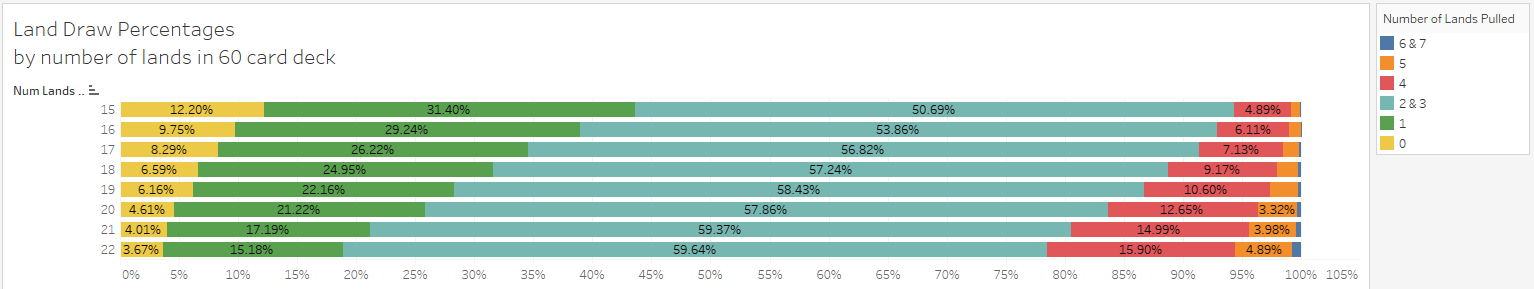 Land Draw Percentages
by number of lands in 60 card deck
Num Lands ..
15 12.20% 31.40% 50.69% 4.89%
16 9.75% 29.24% 53.86% 6.11%
17 8.29% 26.22% 56.82% 7.13%
18 6.59% 24.95% 57.24% 9.17%
19 6.16% 22.16% 58.43% 10.60%
20 4.61% 21.22% 57.86% 12.65% 3.32%
21 4.01% 17.19% 59.37% 14.99% 3.98%
22 3.67% 15.18% 59.64% 15.90% 4.89%
0% 5% 10% 15% 20% 25% 30% 35% 40% 45% 50% 55% 60% 65% 70% 75% 80% 85% 90% 95% 100% 105%
Number of Lands Pulled
6 & 7
5
4
2 & 3
1
0